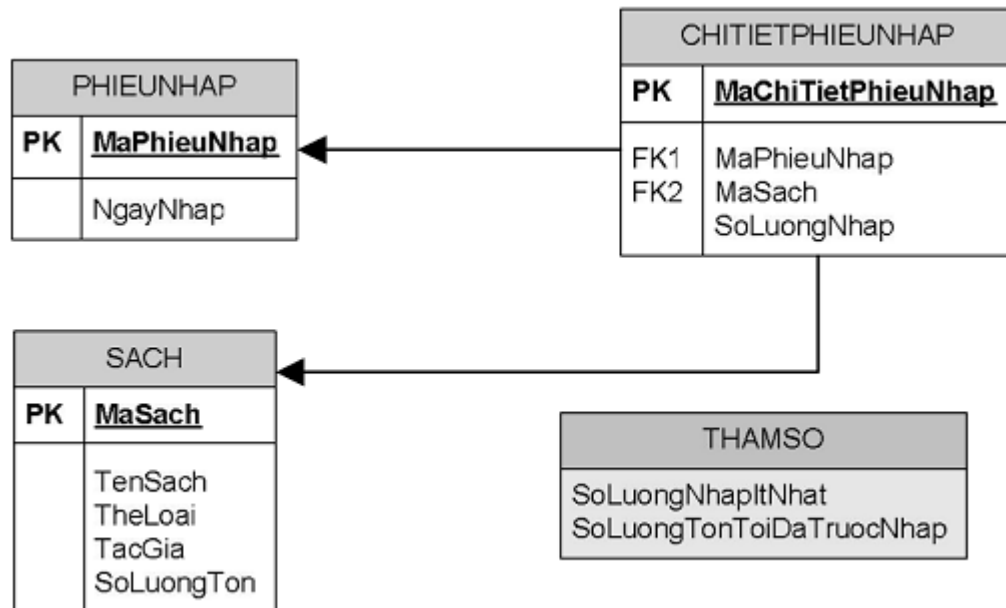 PHIEUNHAP
PK MaPhieuNhap
NgayNhap
CHITIETPHIEUNHAP
PK MaChiTietPhieuNhap
FK1 MaPhieuNhap
FK2 MaSach
SoLuongNhap
SACH
PK MaSach
TenSach
TheLoai
TacGia
SoLuongTon
THAMSO
SoLuongNhapItNhat
SoLuongTonToiDaTruocNhap